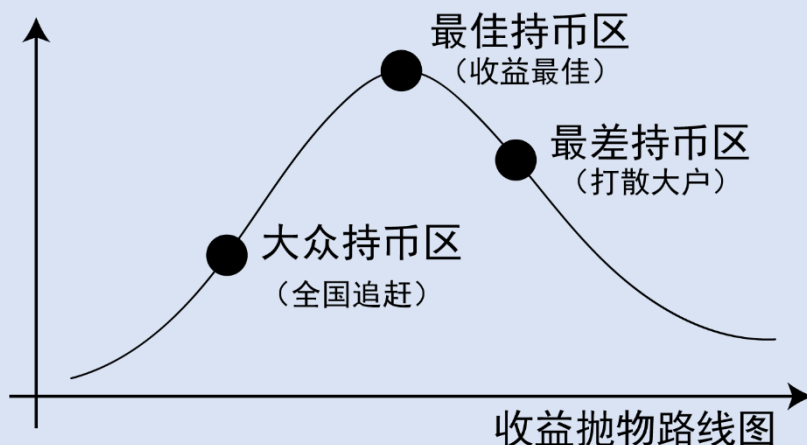 最佳持币区
（收益最佳）
最差持币区
（打散大户）
大众持币区
（全国追赶）
收益抛物路线图